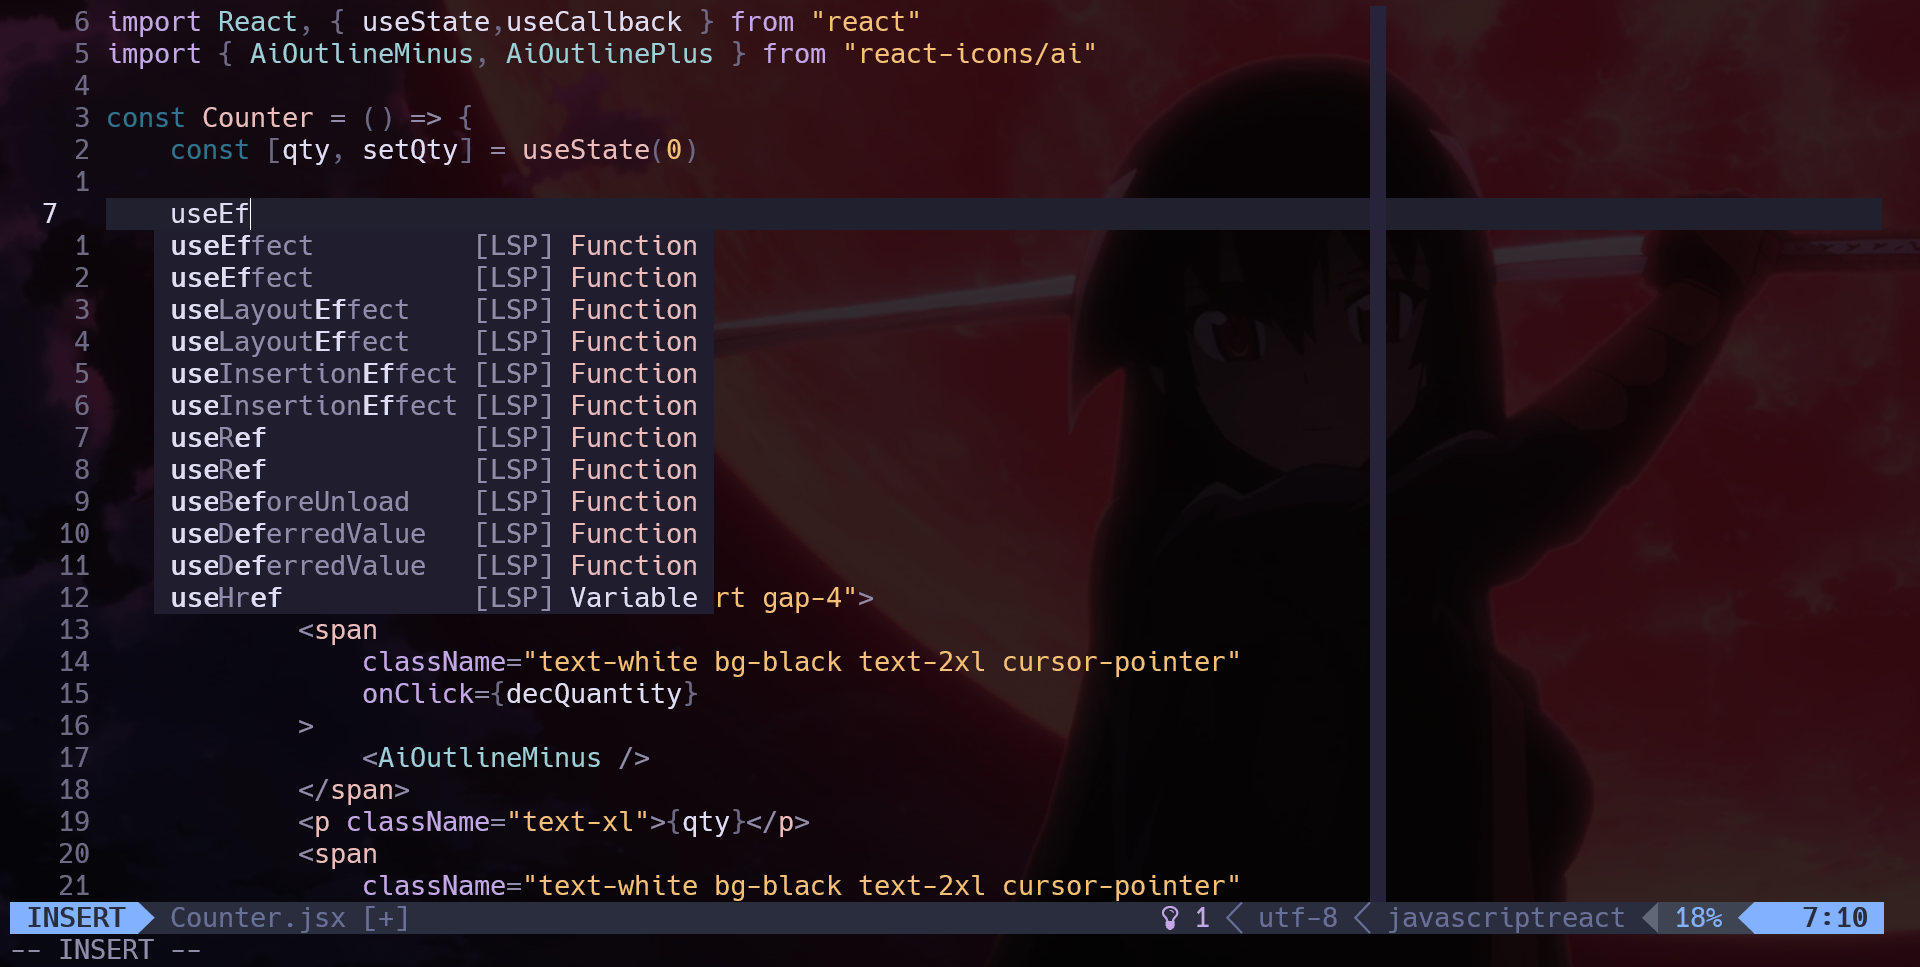 6 import React, { useState,useCallback } from "react"
5 import { AiOutlineMinus, AiOutlinePlus } from "react-icons/ai"
4
3 const Counter = () => {
2     const [qty, setQty] = useState(0)
1
7     useEf
1 useEffect [LSP] Function
2 useEffect [LSP] Function
3 useLayoutEffect [LSP] Function
4 useLayoutEffect [LSP] Function
5 useInsertionEffect [LSP] Function
6 useInsertionEffect [LSP] Function
7 useRef [LSP] Function
8 useRef [LSP] Function
9 useBeforeUnload [LSP] Function
10 useDeferredValue [LSP] Function
11 useDeferredValue [LSP] Function
12 useHref [LSP] Variable rt gap-4">
13             <span
14                 className="text-white bg-black text-2xl cursor-pointer"
15                 onClick={decQuantity}
16             >
17                 <AiOutlineMinus />
18             </span>
19             <p className="text-xl">{qty}</p>
20             <span
21                 className="text-white bg-black text-2xl cursor-pointer"
INSERT Counter.jsx [+] 1 utf-8 javascriptreact 18% 7:10
-- INSERT --